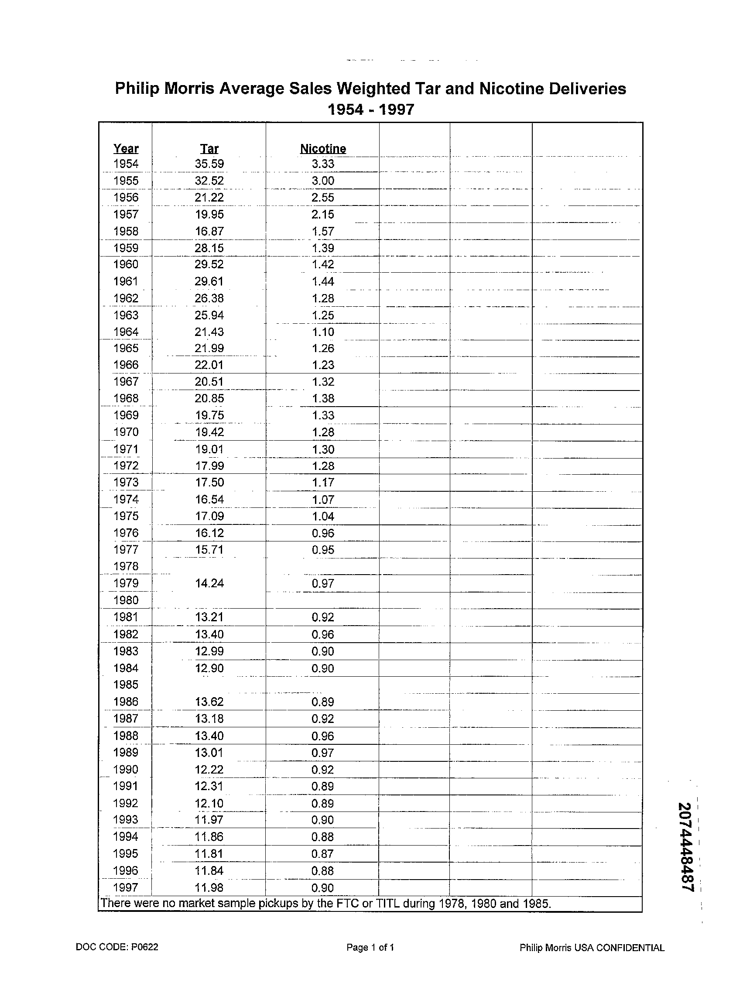 Philip Morris Average Sales Weighted Tar and Nicotine Deliveries
1954 - 1997
Year Tar Nicotine
1954 35.59 3.33
1955 32.52 3.00
1956 21.22 2.55
1957 19.95 2.15
1958 16.87 1.57
1959 28.15 1.39
1960 29.52 1.42
1961 29.61 1.44
1962 26.38 1.28
1963 25.94 1.25
1964 21.43 1.10
1965 21.99 1.26
1966 22.01 1.23
1967 20.51 1.32
1968 20.85 1.38
1969 19.75 1.33
1970 19.42 1.28
1971 19.01 1.30
1972 17.99 1.28
1973 17.50 1.17
1974 16.54 1.07
1975 17.09 1.04
1976 16.12 0.96
1977 15.71 0.95
1978
1979 14.24 0.97
1980
1981 13.21 0.92
1982 13.40 0.96
1983 12.99 0.90
1984 12.90 0.90
1985
1986 13.62 0.89
1987 13.18 0.92
1988 13.40 0.96
1989 13.01 0.97
1990 12.22 0.92
1991 12.31 0.89
1992 12.10 0.89
1993 11.97 0.90
1994 11.86 0.88
1995 11.81 0.87
1996 11.84 0.88
1997 11.98 0.90
There were no market sample pickups by the FTC or TITL during 1978, 1980 and 1985.
2074448487
DOC CODE: P0622 Page 1 of 1 Philip Morris USA CONFIDENTIAL